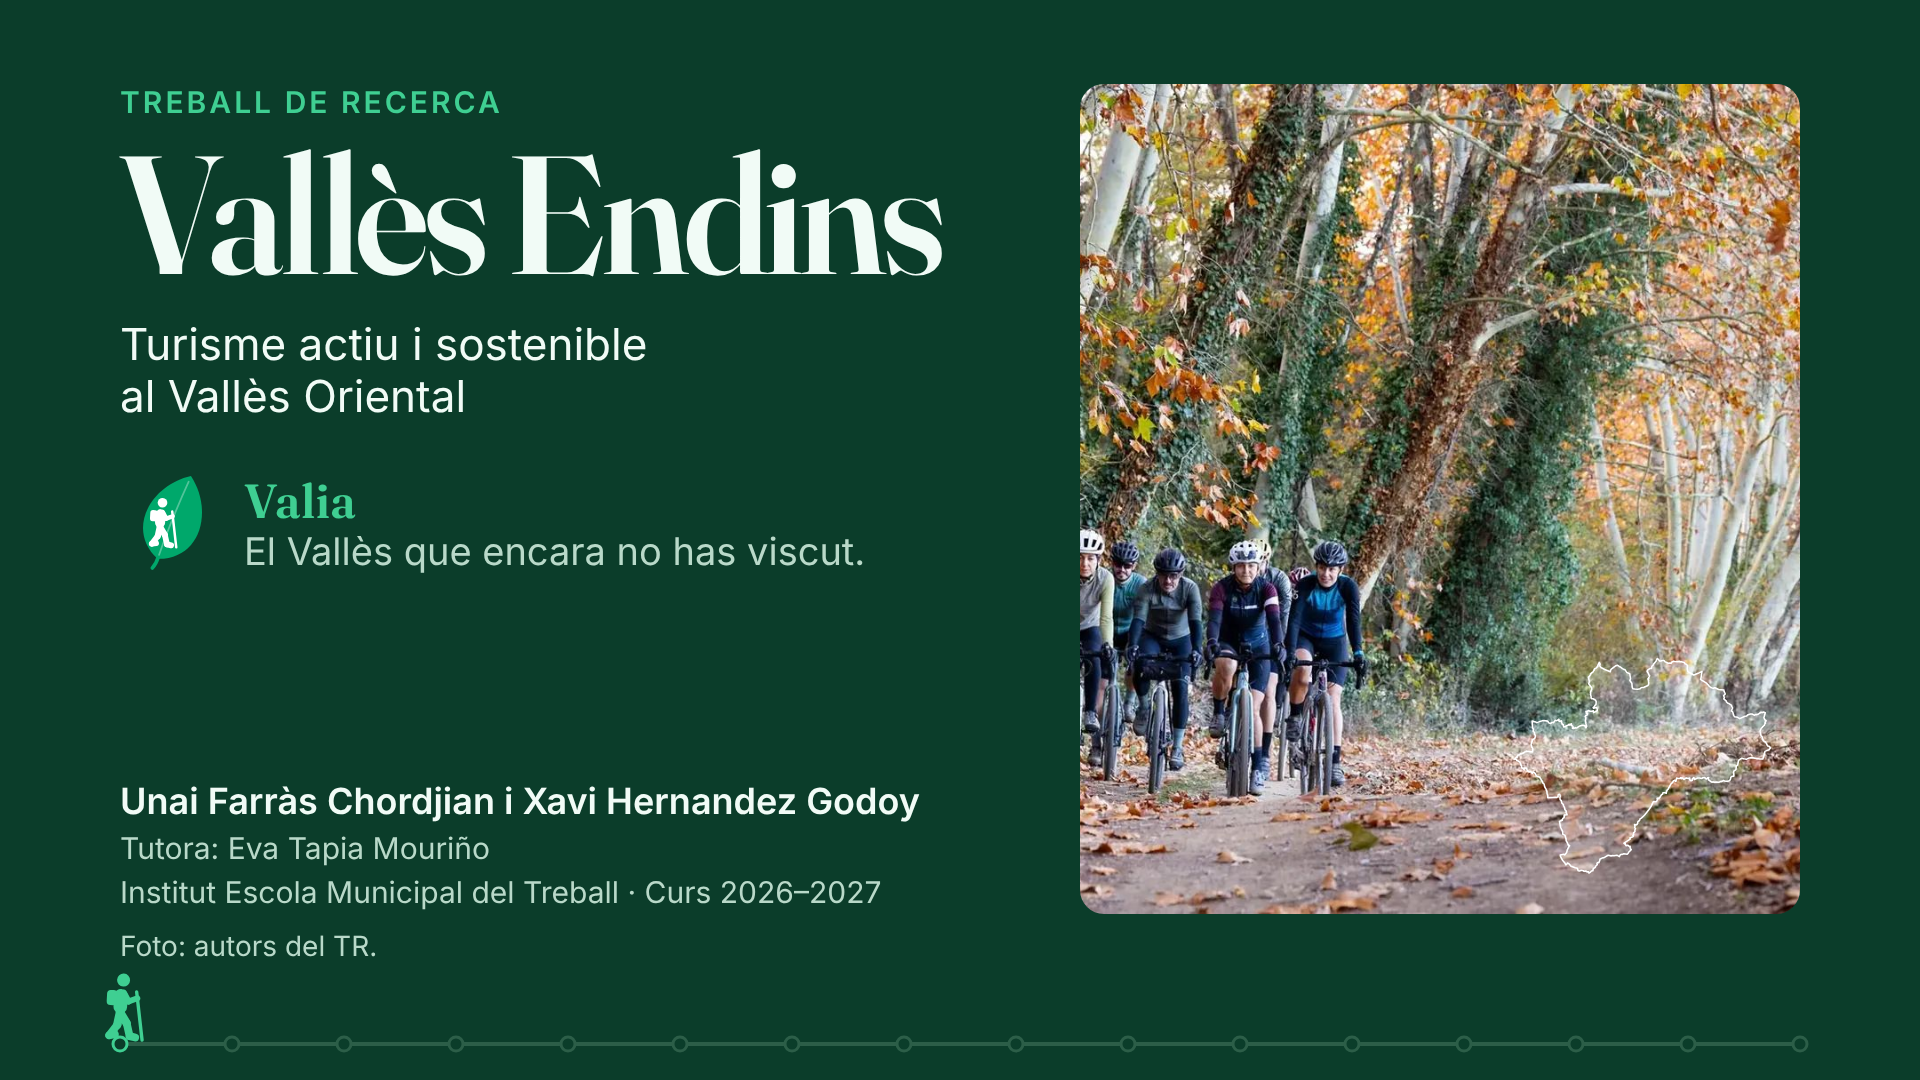 TREBALL DE RECERCA
Vallès Endins
Turisme actiu i sostenible
al Vallès Oriental
Valia
El Vallès que encara no has viscut.
Unai Farràs Chordjian i Xavi Hernandez Godoy
Tutora: Eva Tapia Mouriño
Institut Escola Municipal del Treball · Curs 2026–2027
Foto: autors del TR.